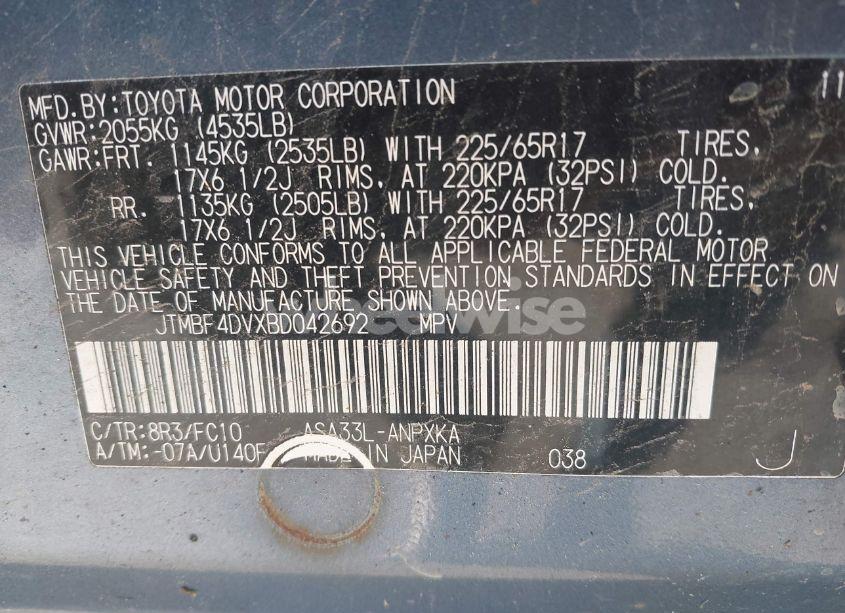 MFD.BY:TOYOTA MOTOR CORPORATION 11
GVWR:2055KG (4535LB)
GAWR:FRT. 1145KG (2535LB) WITH 225/65R17 TIRES,
17X6 1/2J RIMS, AT 220KPA (32PSI) COLD.
RR. 1135KG (2505LB) WITH 225/65R17 TIRES,
17X6 1/2J RIMS, AT 220KPA (32PSI) COLD.
THIS VEHICLE CONFORMS TO ALL APPLICABLE FEDERAL MOTOR
VEHICLE SAFETY AND THEFT PREVENTION STANDARDS IN EFFECT ON
THE DATE OF MANUFACTURE SHOWN ABOVE.
JTMBF4DVXBD042692 MPV
C/TR:8R3/FC10 ASA33L-ANPXKA
A/TM:-07A/U140F MADE IN JAPAN 038 J